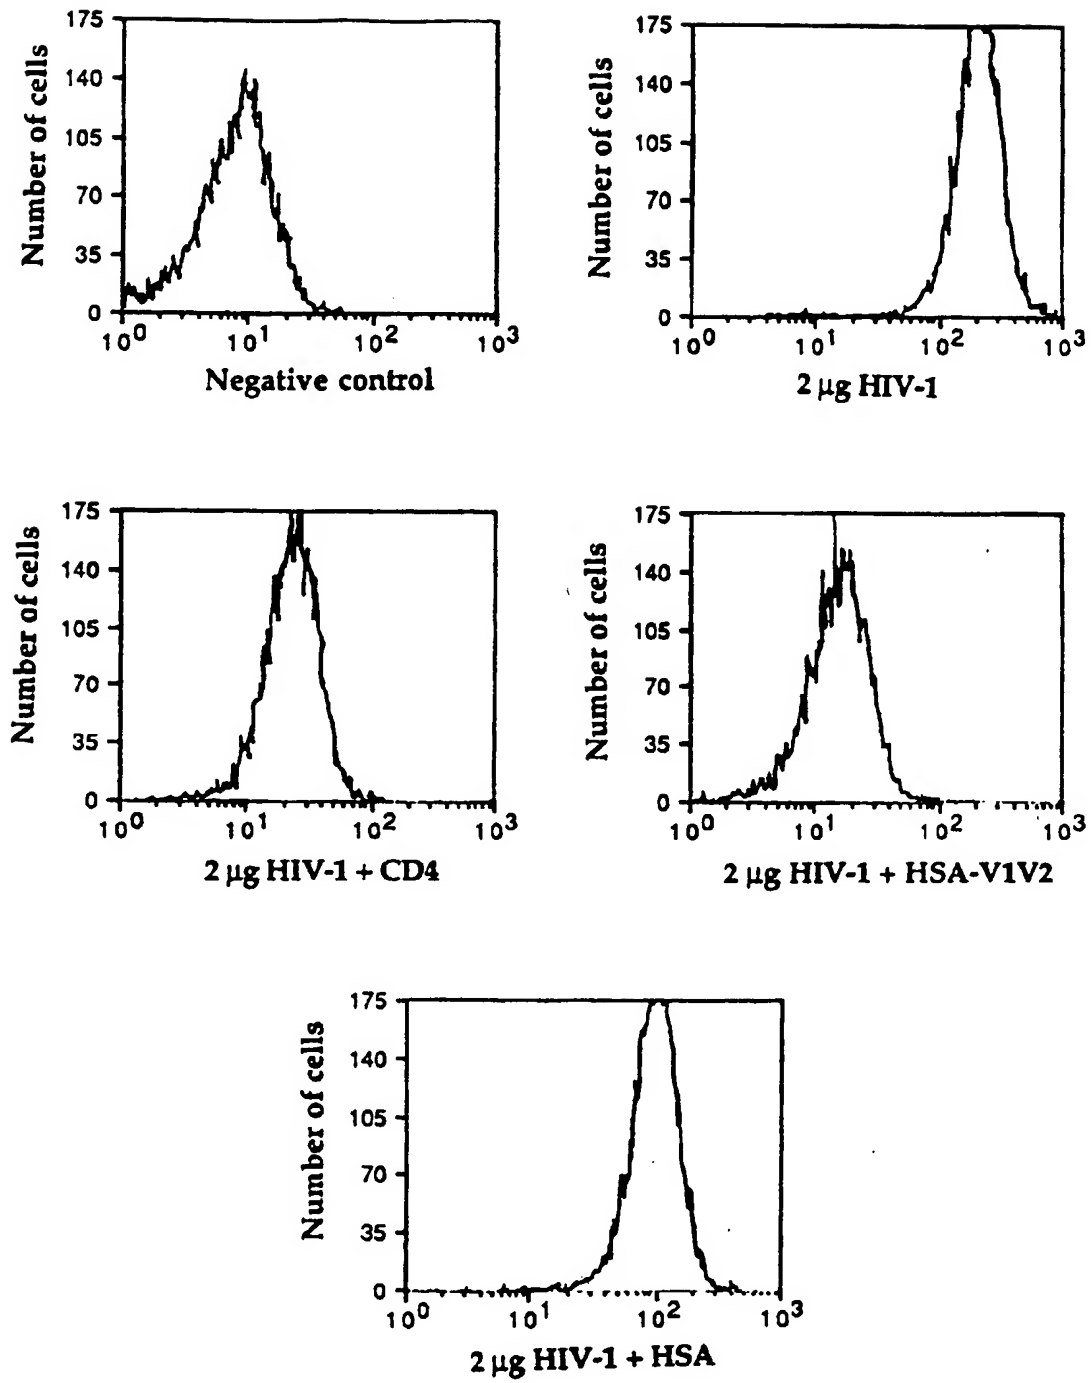 175
140
105
70
35
0
Number of cells
10⁰ 10¹ 10² 10³
Negative control
175
140
105
70
35
0
Number of cells
10⁰ 10¹ 10² 10³
2 µg HIV-1
175
140
105
70
35
0
Number of cells
10⁰ 10¹ 10² 10³
2 µg HIV-1 + CD4
175
140
105
70
35
0
Number of cells
10⁰ 10¹ 10² 10³
2 µg HIV-1 + HSA-V1V2
175
140
105
70
35
0
Number of cells
10⁰ 10¹ 10² 10³
2 µg HIV-1 + HSA